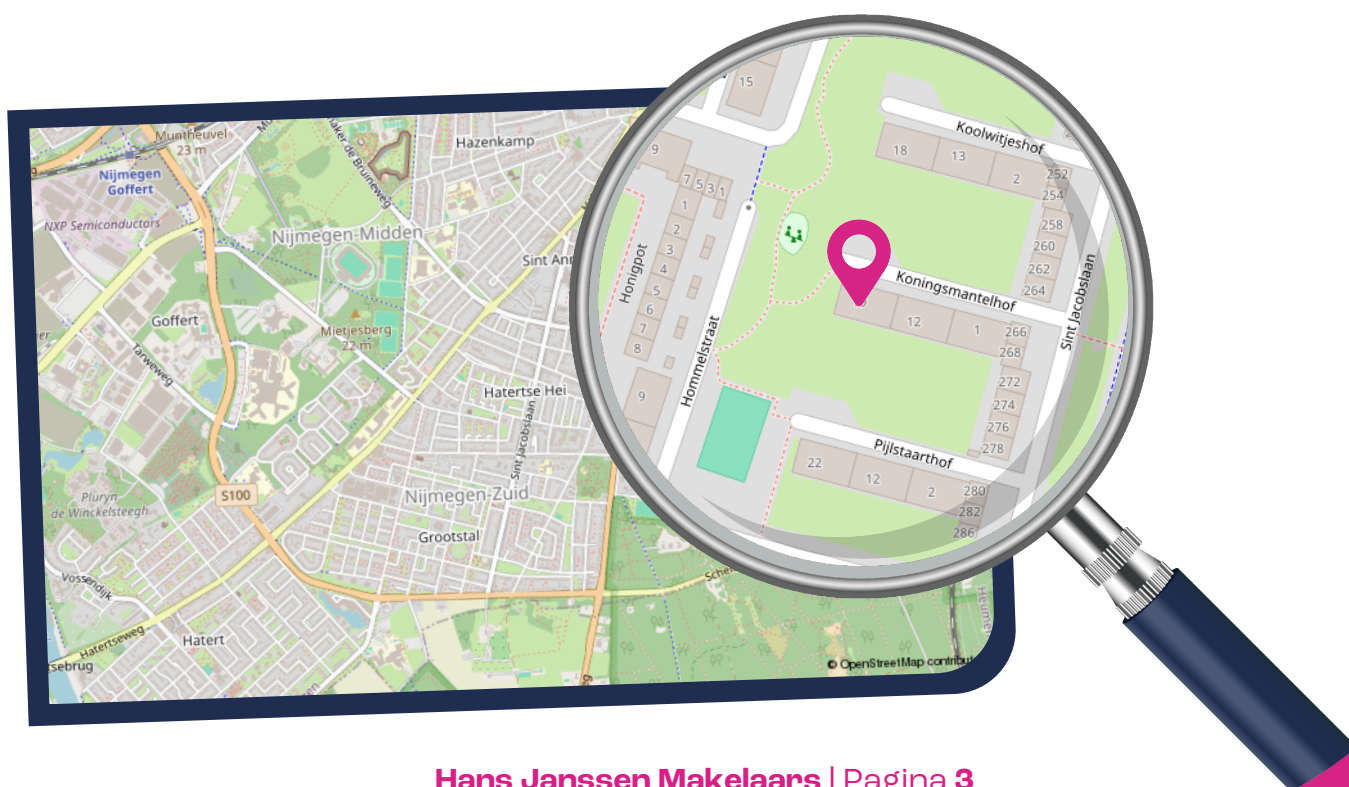 Muntheuvel
23 m
Nijmegen
Goffert
NXP Semiconductors
Hazenkamp
Nijmegen-Midden
Sint Ann
Goffert
Mietjesberg
22 m
Tarweweg
Hatertse Hei
Sint Jacobslaan
S100
Nijmegen-Zuid
Pluryn
de Winckelsteegh
Grootstal
Vossendijk
Hatertseweg
Hatert
tsebrug
Heume
© OpenStreetMap contribut
15
Koolwitjeshof
18 13 2 252
254
9
7 5 3 1
1
2
3
4
5
6
7
8
9
Honigpot
Hommelstraat
258
260
262
264
Koningsmantelhof
Sint Jacobslaan
12 1 266
268
272
274
276
278
Pijlstaarthof
22 12 2 280
282
286
Hans Janssen Makelaars | Pagina 3